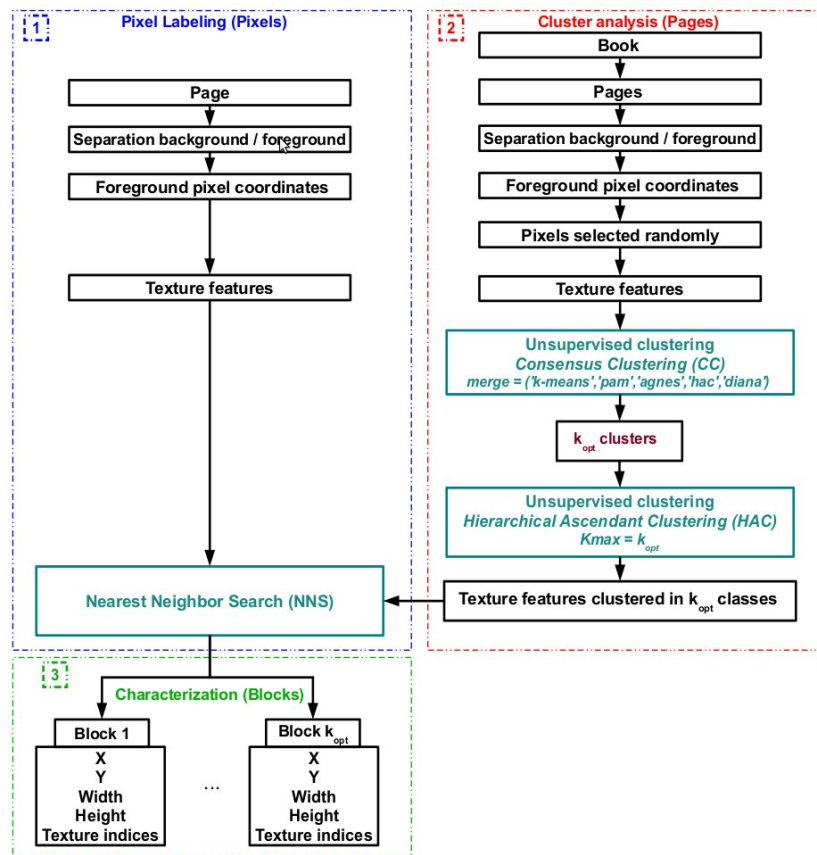 1
Pixel Labeling (Pixels)
Page
Separation background / foreground
Foreground pixel coordinates
Texture features
Nearest Neighbor Search (NNS)
2
Cluster analysis (Pages)
Book
Pages
Separation background / foreground
Foreground pixel coordinates
Pixels selected randomly
Texture features
Unsupervised clustering
Consensus Clustering (CC)
merge = ('k-means','pam','agnes','hac','diana')
kopt clusters
Unsupervised clustering
Hierarchical Ascendant Clustering (HAC)
Kmax = kopt
Texture features clustered in kopt classes
3
Characterization (Blocks)
Block 1
X
Y
Width
Height
Texture indices
...
Block kopt
X
Y
Width
Height
Texture indices